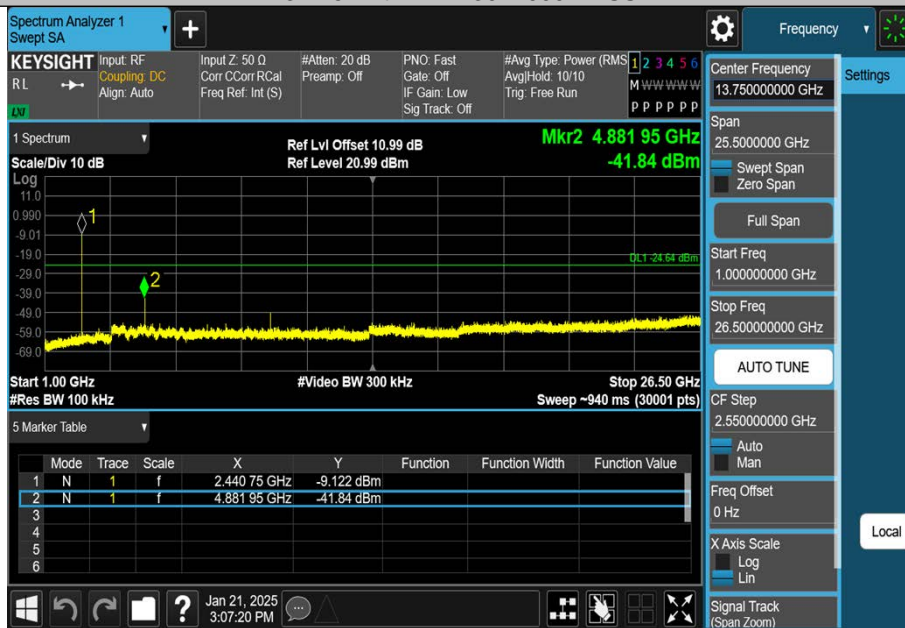 Spectrum Analyzer 1
Swept SA
Frequency
KEYSIGHT
RL
LXI
Input: RF
Coupling: DC
Align: Auto
Input Z: 50 Ω
Corr CCorr RCal
Freq Ref: Int (S)
#Atten: 20 dB
Preamp: Off
PNO: Fast
Gate: Off
IF Gain: Low
Sig Track: Off
#Avg Type: Power (RMS
Avg|Hold: 10/10
Trig: Free Run
1 2 3 4 5 6
M W W W W W
P P P P P P
1 Spectrum
Scale/Div 10 dB
Ref Lvl Offset 10.99 dB
Ref Level 20.99 dBm
Mkr2 4.881 95 GHz
-41.84 dBm
Log
11.0
0.990
-9.01
-19.0
-29.0
-39.0
-49.0
-59.0
-69.0
1
2
DL1 -24.64 dBm
Start 1.00 GHz
#Res BW 100 kHz
#Video BW 300 kHz
Stop 26.50 GHz
Sweep ~940 ms (30001 pts)
5 Marker Table
Mode Trace Scale X Y Function Function Width Function Value
1 N 1 f 2.440 75 GHz -9.122 dBm
2 N 1 f 4.881 95 GHz -41.84 dBm
3
4
5
6
Jan 21, 2025
3:07:20 PM
Center Frequency
13.750000000 GHz
Settings
Span
25.5000000 GHz
Swept Span
Zero Span
Full Span
Start Freq
1.000000000 GHz
Stop Freq
26.500000000 GHz
AUTO TUNE
CF Step
2.550000000 GHz
Auto
Man
Freq Offset
0 Hz
Local
X Axis Scale
Log
Lin
Signal Track
(Span Zoom)